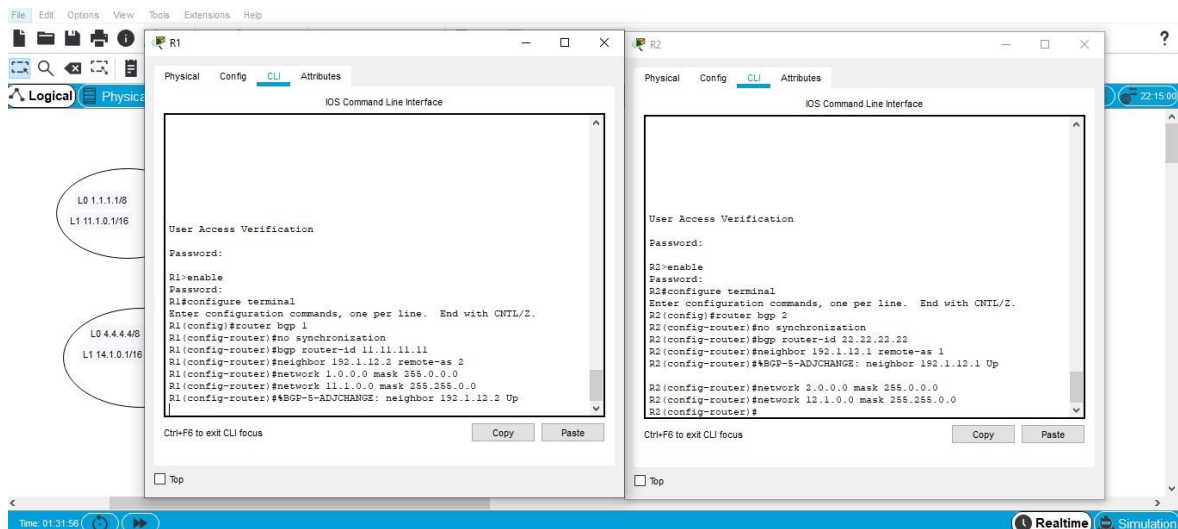 File Edit Options View Tools Extensions Help
R1
R2
?
Physical Config CLI Attributes
Physical Config CLI Attributes
Logical
Physica
IOS Command Line Interface
IOS Command Line Interface
22:15:00
L0 1.1.1.1/8
L1 11.1.0.1/16
L0 4.4.4.4/8
L1 14.1.0.1/16
User Access Verification
Password:
R1>enable
Password:
R1#configure terminal
Enter configuration commands, one per line. End with CNTL/Z.
R1(config)#router bgp 1
R1(config-router)#no synchronization
R1(config-router)#bgp router-id 11.11.11.11
R1(config-router)#neighbor 192.1.12.2 remote-as 2
R1(config-router)#network 1.0.0.0 mask 255.0.0.0
R1(config-router)#network 11.1.0.0 mask 255.255.0.0
R1(config-router)#%BGP-5-ADJCHANGE: neighbor 192.1.12.2 Up
Ctrl+F6 to exit CLI focus
Copy
Paste
Top
User Access Verification
Password:
R2>enable
Password:
R2#configure terminal
Enter configuration commands, one per line. End with CNTL/Z.
R2(config)#router bgp 2
R2(config-router)#no synchronization
R2(config-router)#bgp router-id 22.22.22.22
R2(config-router)#neighbor 192.1.12.1 remote-as 1
R2(config-router)#%BGP-5-ADJCHANGE: neighbor 192.1.12.1 Up
R2(config-router)#network 2.0.0.0 mask 255.0.0.0
R2(config-router)#network 12.1.0.0 mask 255.255.0.0
R2(config-router)#
Ctrl+F6 to exit CLI focus
Copy
Paste
Top
Time: 01:31:56
Realtime
Simulation